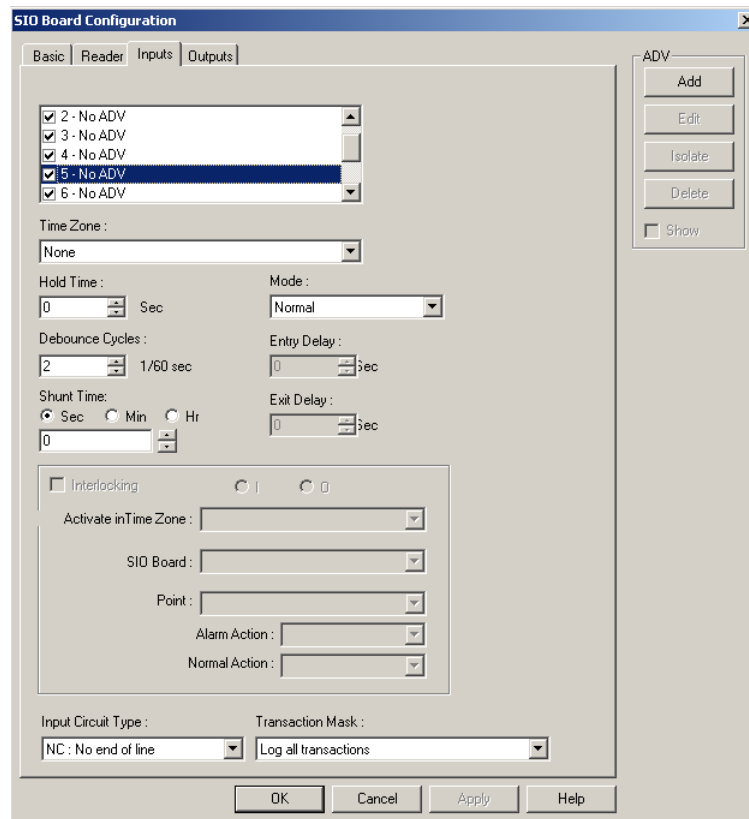 SIO Board Configuration
Basic
Reader
Inputs
Outputs
ADV
Add
Edit
Isolate
Delete
Show
2 - No ADV
3 - No ADV
4 - No ADV
5 - No ADV
6 - No ADV
Time Zone :
None
Hold Time :
0 Sec
Mode :
Normal
Debounce Cycles :
2 1/60 sec
Entry Delay :
0 Sec
Shunt Time:
Sec Min Hr
0
Exit Delay :
0 Sec
Interlocking I O
Activate inTime Zone :
SIO Board :
Point :
Alarm Action :
Normal Action :
Input Circuit Type :
NC : No end of line
Transaction Mask :
Log all transactions
OK
Cancel
Apply
Help